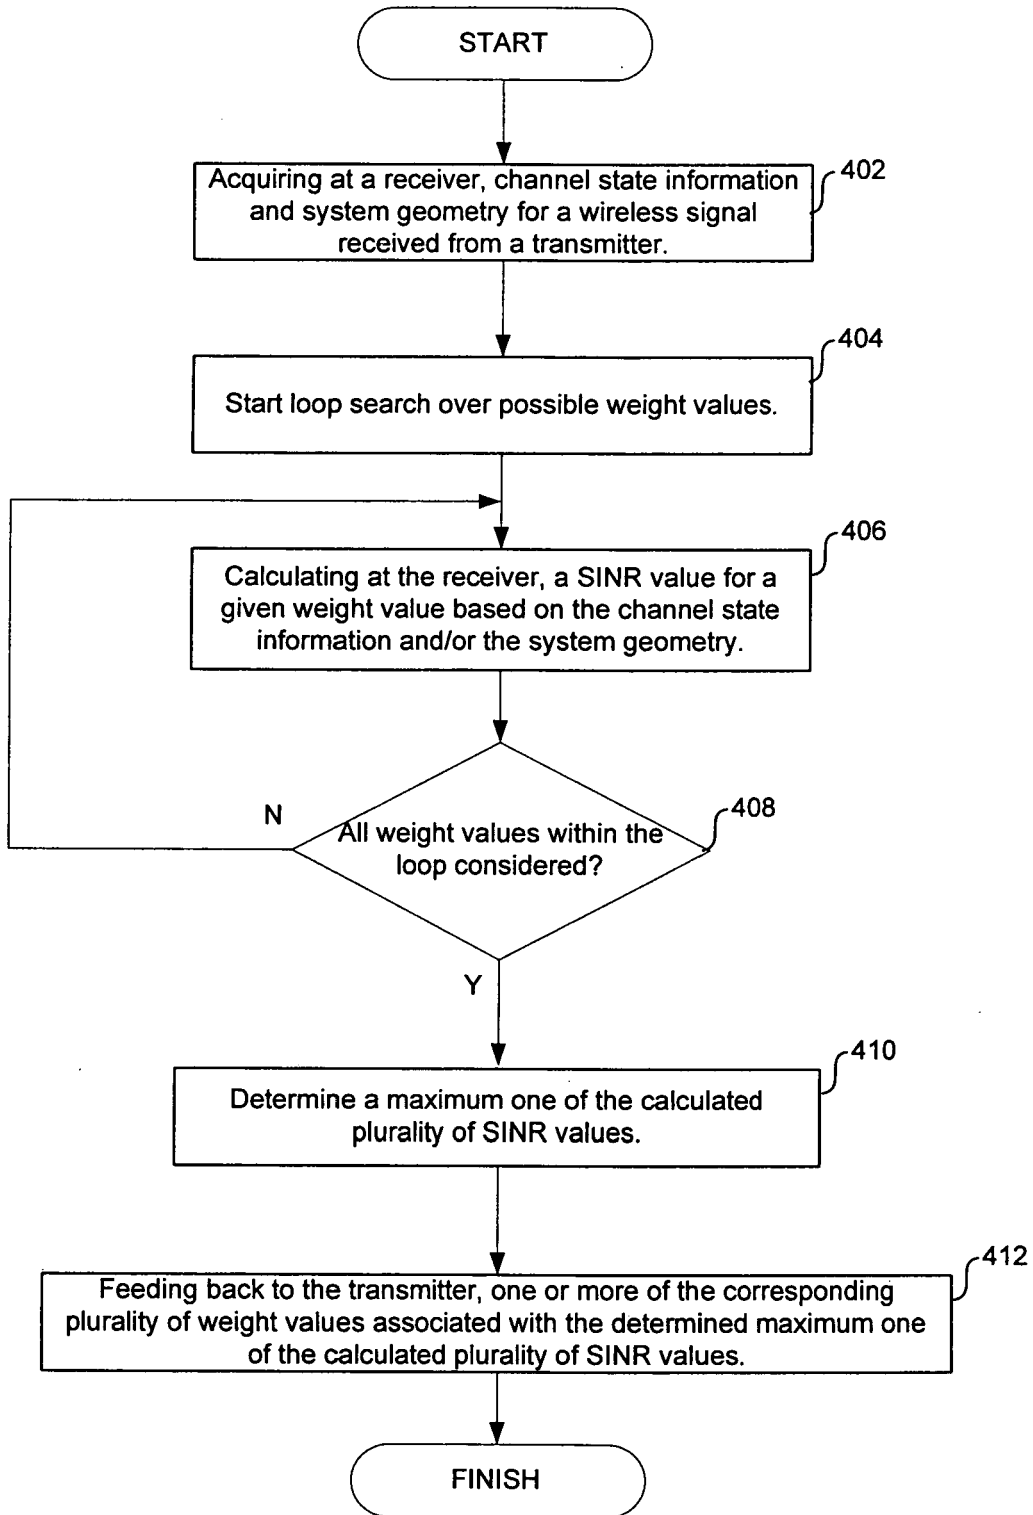 START
402
Acquiring at a receiver, channel state information
and system geometry for a wireless signal
received from a transmitter.
404
Start loop search over possible weight values.
406
Calculating at the receiver, a SINR value for a
given weight value based on the channel state
information and/or the system geometry.
408
N
All weight values within the
loop considered?
Y
410
Determine a maximum one of the calculated
plurality of SINR values.
412
Feeding back to the transmitter, one or more of the corresponding
plurality of weight values associated with the determined maximum one
of the calculated plurality of SINR values.
FINISH